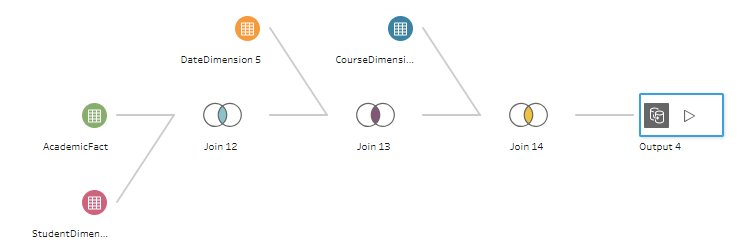 DateDimension 5
CourseDimensi...
AcademicFact
Join 12
Join 13
Join 14
Output 4
StudentDimen...